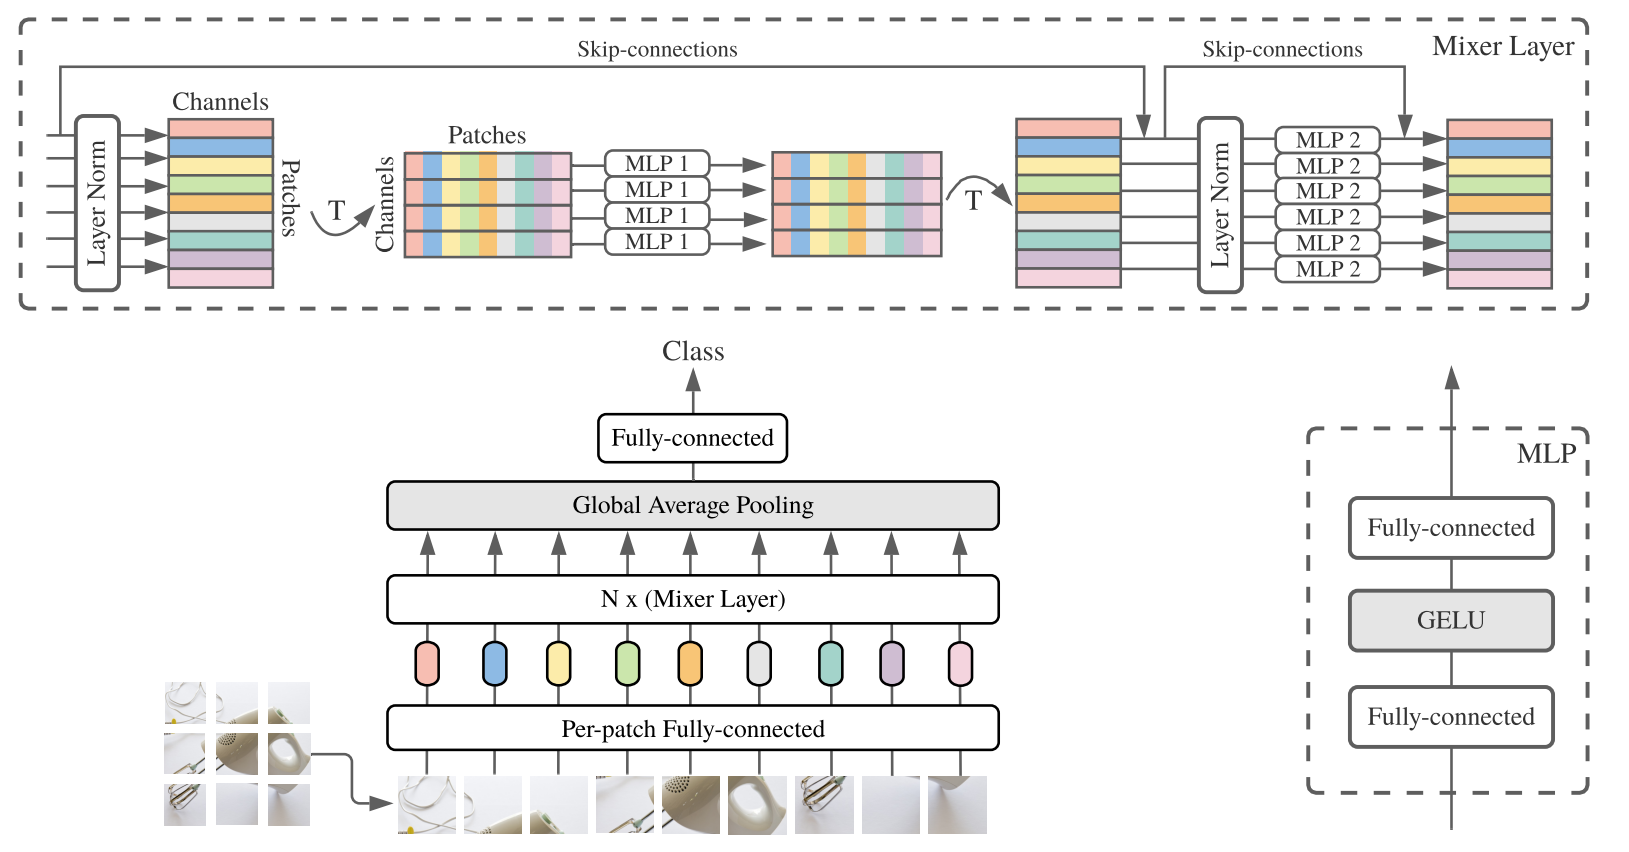 Skip-connections
Skip-connections
Mixer Layer
Channels
Patches
Layer Norm
Patches
T
Channels
MLP 1
MLP 1
MLP 1
MLP 1
T
Layer Norm
MLP 2
MLP 2
MLP 2
MLP 2
MLP 2
MLP 2
Class
Fully-connected
Global Average Pooling
N x (Mixer Layer)
Per-patch Fully-connected
MLP
Fully-connected
GELU
Fully-connected